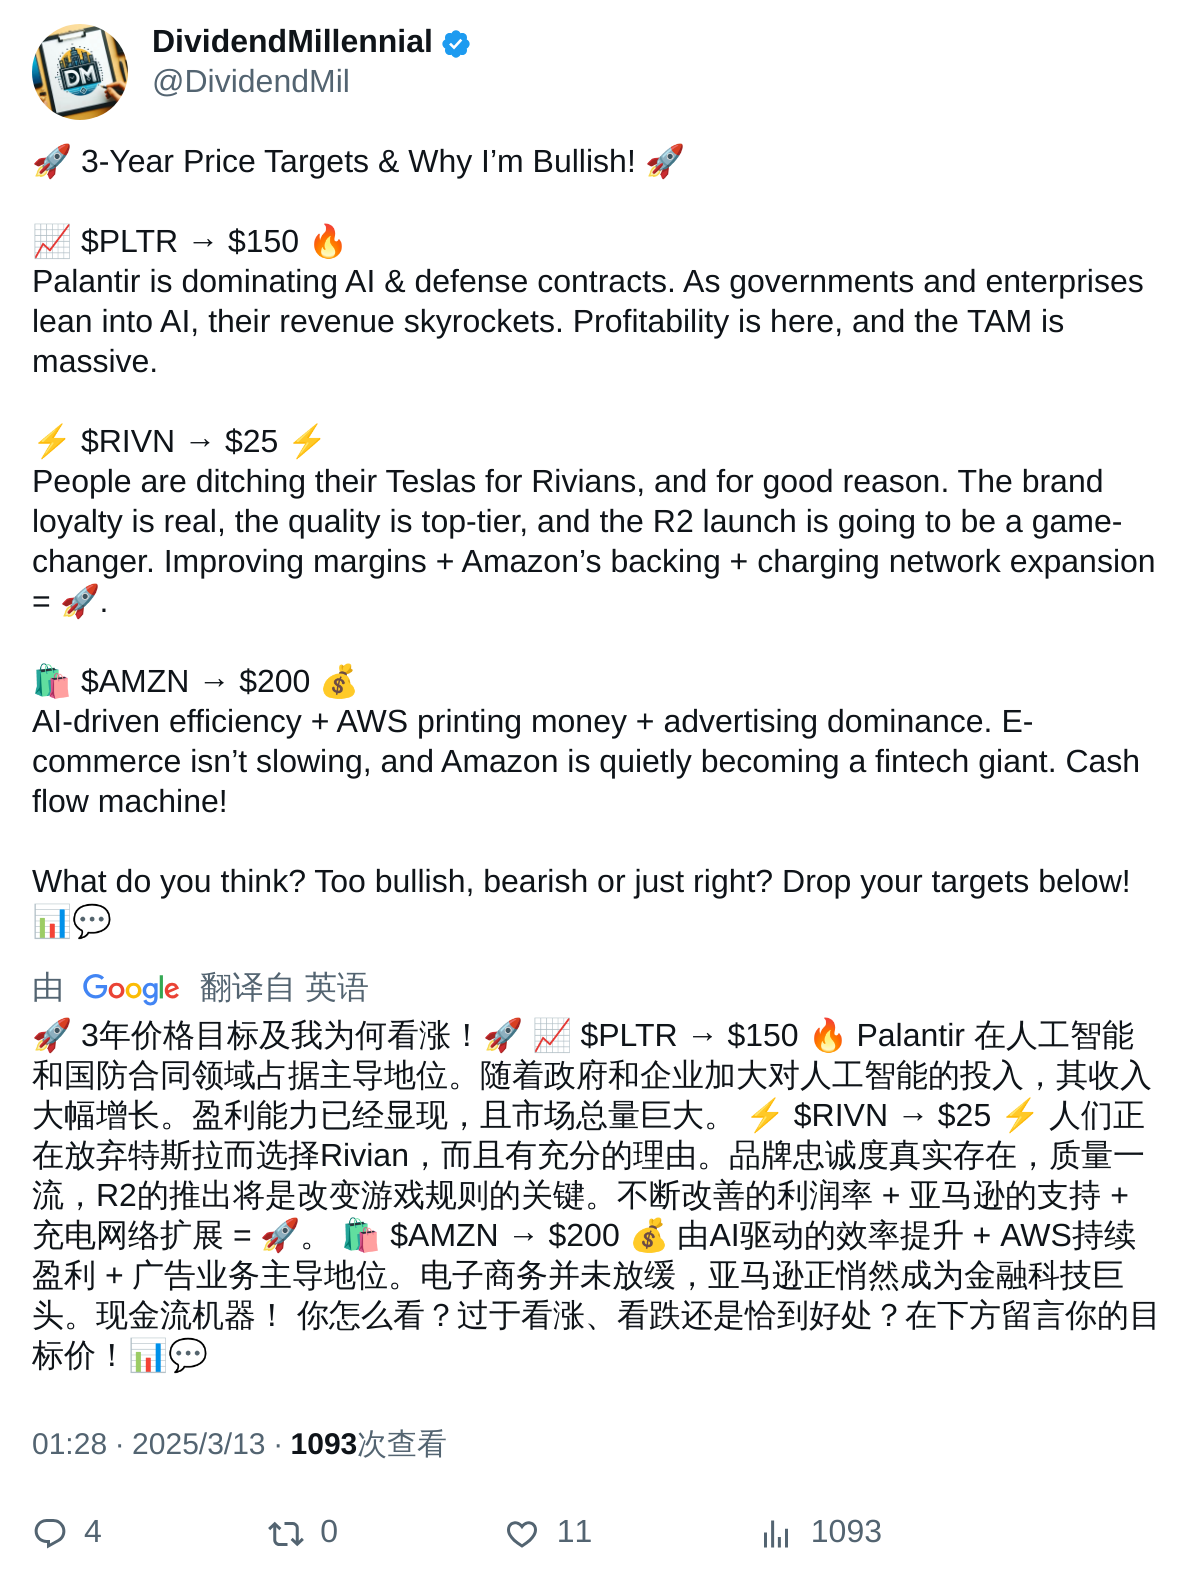 DividendMillennial
@DividendMil
🚀 3-Year Price Targets & Why I’m Bullish! 🚀
📈 $PLTR → $150 🔥
Palantir is dominating AI & defense contracts. As governments and enterprises
lean into AI, their revenue skyrockets. Profitability is here, and the TAM is
massive.
⚡ $RIVN → $25 ⚡
People are ditching their Teslas for Rivians, and for good reason. The brand
loyalty is real, the quality is top-tier, and the R2 launch is going to be a game-
changer. Improving margins + Amazon’s backing + charging network expansion
= 🚀.
🛍️ $AMZN → $200 💰
AI-driven efficiency + AWS printing money + advertising dominance. E-
commerce isn’t slowing, and Amazon is quietly becoming a fintech giant. Cash
flow machine!
What do you think? Too bullish, bearish or just right? Drop your targets below!
📊💬
由 Google 翻译自 英语
🚀 3年价格目标及我为何看涨！🚀 📈 $PLTR → $150 🔥 Palantir 在人工智能
和国防合同领域占据主导地位。随着政府和企业加大对人工智能的投入，其收入
大幅增长。盈利能力已经显现，且市场总量巨大。 ⚡ $RIVN → $25 ⚡ 人们正
在放弃特斯拉而选择Rivian，而且有充分的理由。品牌忠诚度真实存在，质量一
流，R2的推出将是改变游戏规则的关键。不断改善的利润率 + 亚马逊的支持 +
充电网络扩展 = 🚀。 🛍️ $AMZN → $200 💰 由AI驱动的效率提升 + AWS持续
盈利 + 广告业务主导地位。电子商务并未放缓，亚马逊正悄然成为金融科技巨
头。现金流机器！ 你怎么看？过于看涨、看跌还是恰到好处？在下方留言你的目
标价！📊💬
01:28 · 2025/3/13 · 1093次查看
4 0 11 1093